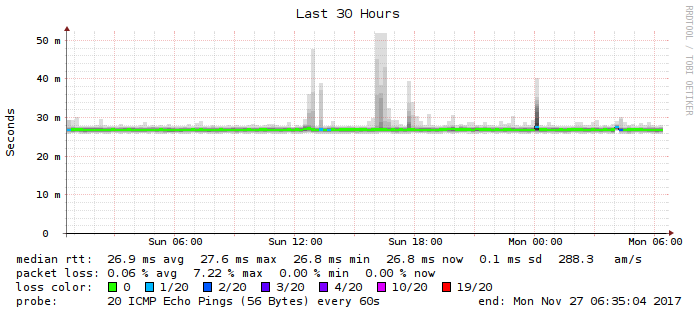 Last 30 Hours
RRDTOOL / TOBI OETIKER
Seconds
50 m
40 m
30 m
20 m
10 m
0
Sun 06:00 Sun 12:00 Sun 18:00 Mon 00:00 Mon 06:00
median rtt: 26.9 ms avg 27.6 ms max 26.8 ms min 26.8 ms now 0.1 ms sd 288.3 am/s
packet loss: 0.06 % avg 7.22 % max 0.00 % min 0.00 % now
loss color: 0 1/20 2/20 3/20 4/20 10/20 19/20
probe: 20 ICMP Echo Pings (56 Bytes) every 60s end: Mon Nov 27 06:35:04 2017